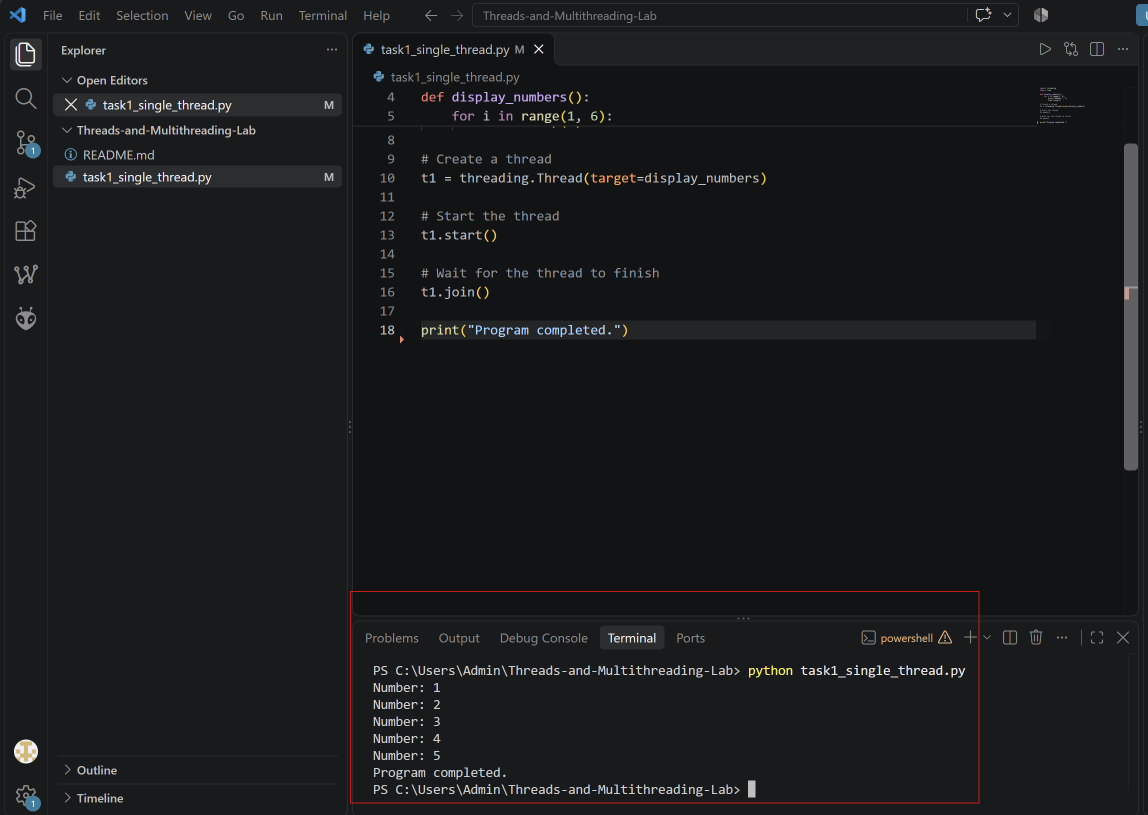 File Edit Selection View Go Run Terminal Help
Threads-and-Multithreading-Lab
Explorer
Open Editors
task1_single_thread.py M
Threads-and-Multithreading-Lab
README.md
task1_single_thread.py M
Outline
Timeline
1
1
task1_single_thread.py M
task1_single_thread.py
4 def display_numbers():
5     for i in range(1, 6):
8
9 # Create a thread
10 t1 = threading.Thread(target=display_numbers)
11
12 # Start the thread
13 t1.start()
14
15 # Wait for the thread to finish
16 t1.join()
17
18 print("Program completed.")
Problems Output Debug Console Terminal Ports
powershell
PS C:\Users\Admin\Threads-and-Multithreading-Lab> python task1_single_thread.py
Number: 1
Number: 2
Number: 3
Number: 4
Number: 5
Program completed.
PS C:\Users\Admin\Threads-and-Multithreading-Lab>